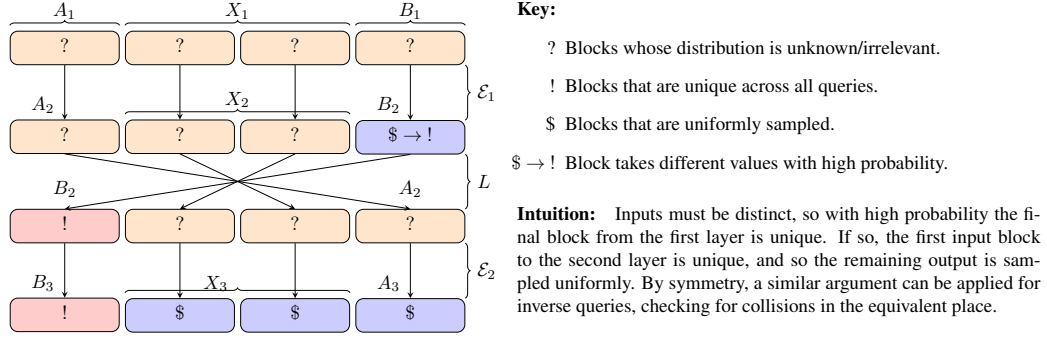 A₁ X₁ B₁
? ? ? ?
ℰ₁
A₂ X₂ B₂
? ? ? $ → !
L
B₂ A₂
! ? ? ?
ℰ₂
B₃ X₃ A₃
! $ $ $
Key:
? Blocks whose distribution is unknown/irrelevant.
! Blocks that are unique across all queries.
$ Blocks that are uniformly sampled.
$ → ! Block takes different values with high probability.
Intuition: Inputs must be distinct, so with high probability the fi-
nal block from the first layer is unique. If so, the first input block
to the second layer is unique, and so the remaining output is sam-
pled uniformly. By symmetry, a similar argument can be applied for
inverse queries, checking for collisions in the equivalent place.